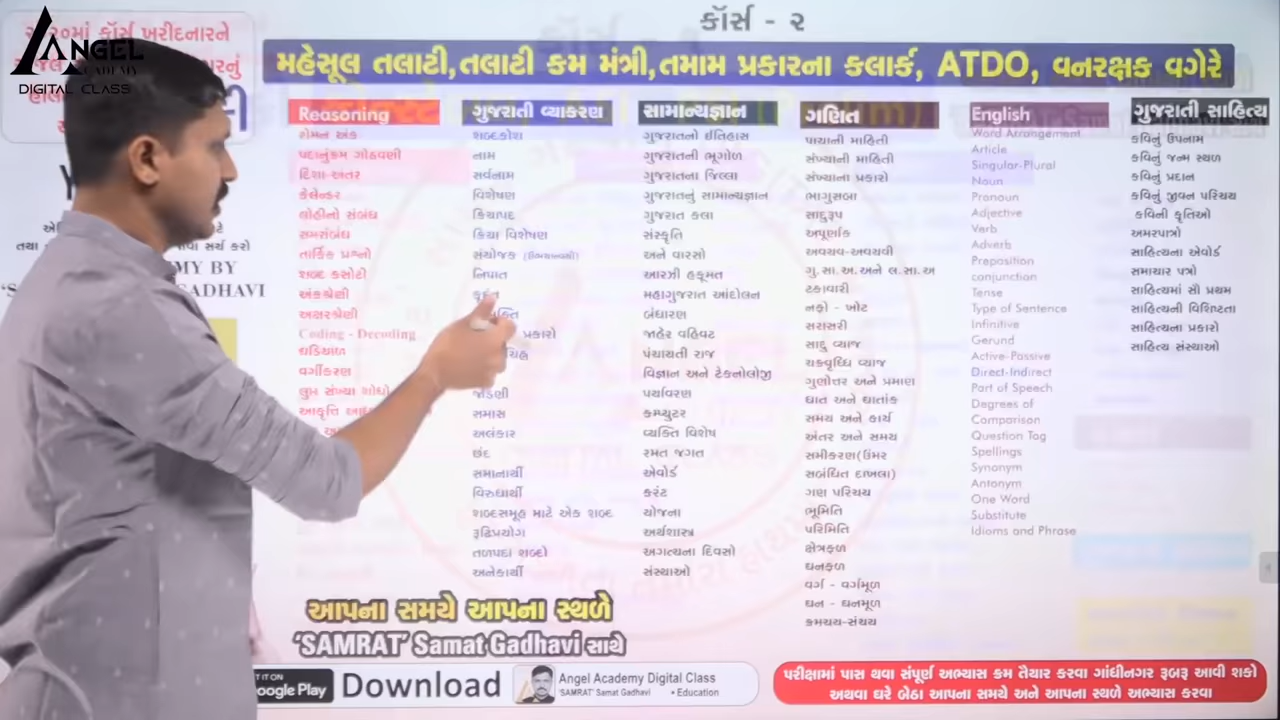 કૉર્સ - ૨
ANGEL
ACADEMY
DIGITAL CLASS
મહેસૂલ તલાટી,તલાટી કમ મંત્રી,તમામ પ્રકારના કલાર્ક, ATDO, વનરક્ષક વગેરે
Reasoning
રોમન અંક
પદાનુંક્રમ ગોઠવણી
દિશા-અંતર
કેલેન્ડર
લોહીનો સંબંધ
સમસંબંધ
તાર્કિક પ્રશ્નો
શબ્દ કસોટી
અંકશ્રેણી
અક્ષરશ્રેણી
Coding - Decoding
ઘડિયાળ
વર્ગીકરણ
લુપ્ત સંખ્યા શોધો
આકૃતિ
ગુજરાતી વ્યાકરણ
શબ્દકોશ
નામ
સર્વનામ
વિશેષણ
ક્રિયાપદ
ક્રિયા વિશેષણ
સંયોજક
નિપાત
કૃદંત
પ્રકારો
ચિહ્ન
જોડણી
સમાસ
અલંકાર
છંદ
સમાનાર્થી
વિરુધ્ધાર્થી
શબ્દસમૂહ માટે એક શબ્દ
રૂઢિપ્રયોગ
તળપદા શબ્દો
અનેકાર્થી
સામાન્યજ્ઞાન
ગુજરાતનો ઈતિહાસ
ગુજરાતની ભૂગોળ
ગુજરાતના જિલ્લા
ગુજરાતનું સામાન્યજ્ઞાન
ગુજરાત કલા
સંસ્કૃતિ
અને વારસો
આરઝી હકૂમત
મહાગુજરાત આંદોલન
બંધારણ
જાહેર વહિવટ
પંચાયતી રાજ
વિજ્ઞાન અને ટેકનોલોજી
પર્યાવરણ
કમ્પ્યુટર
વ્યક્તિ વિશેષ
રમત જગત
એવોર્ડ
કરંટ
યોજના
અર્થશાસ્ત્ર
અગત્યના દિવસો
સંસ્થાઓ
ગણિત
પાયાની માહિતી
સંખ્યાની માહિતી
સંખ્યાના પ્રકારો
ભાગુસબા
સાદુરૂપ
અપૂર્ણાંક
અવયવ-અવયવી
ગુ.સા.અ.અને લ.સા.અ
ટકાવારી
નફો - ખોટ
સરાસરી
સાદુ વ્યાજ
ચક્રવૃધ્ધિ વ્યાજ
ગુણોત્તર અને પ્રમાણ
ઘાત અને ઘાતાંક
સમય અને કાર્ય
અંતર અને સમય
સમીકરણ(ઉંમર
સંબંધિત દાખલા)
ગણ પરિચય
ભૂમિતિ
પરિમિતિ
ક્ષેત્રફળ
ઘનફળ
વર્ગ - વર્ગમૂળ
ઘન - ઘનમૂળ
ક્રમચય-સંચય
English
Word Arrangement
Article
Singular-Plural
Noun
Pronoun
Adjective
Verb
Adverb
Preposition
conjunction
Tense
Type of Sentence
Infinitive
Gerund
Active-Passive
Direct-Indirect
Part of Speech
Degrees of
Comparison
Question Tag
Spellings
Synonym
Antonym
One Word
Substitute
Idioms and Phrase
ગુજરાતી સાહિત્ય
કવિનું ઉપનામ
કવિનું જન્મ સ્થળ
કવિનું પ્રદાન
કવિનું જીવન પરિચય
કવિની કૃતિઓ
અમરપાત્રો
સાહિત્યના એવોર્ડ
સમાચાર પત્રો
સાહિત્યમાં સૌ પ્રથમ
સાહિત્યની વિશિષ્ટતા
સાહિત્યના પ્રકારો
સાહિત્ય સંસ્થાઓ
MY BY
GADHAVI
આપના સમયે આપના સ્થળે
'SAMRAT' Samat Gadhavi સાથે
Google Play
Download
Angel Academy Digital Class
'SAMRAT' Samat Gadhavi • Education
પરીક્ષામાં પાસ થવા સંપૂર્ણ અભ્યાસ ક્રમ તૈયાર કરવા ગાંધીનગર રૂબરૂ આવી શકો
અથવા ઘરે બેઠા આપના સમયે અને આપના સ્થળે અભ્યાસ કરવા